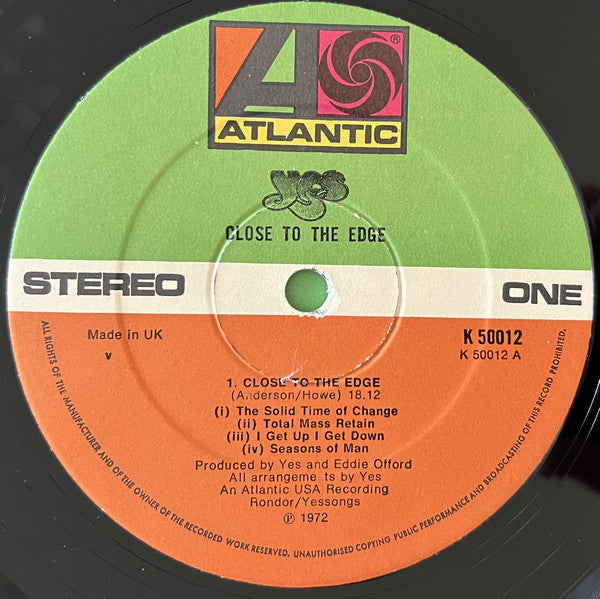 ®
ATLANTIC
yes
CLOSE TO THE EDGE
STEREO ONE
Made in UK K 50012
v K 50012 A
1. CLOSE TO THE EDGE
(Anderson/Howe) 18.12
(i) The Solid Time of Change
(ii) Total Mass Retain
(iii) I Get Up I Get Down
(iv) Seasons of Man
Produced by Yes and Eddie Offord
All arrangeme ts by Yes
An Atlantic USA Recording
Rondor/Yessongs
℗ 1972
ALL RIGHTS OF THE MANUFACTURER AND OF THE OWNER OF THE RECORDED WORK RESERVED. UNAUTHORISED COPYING PUBLIC PERFORMANCE AND BROADCASTING OF THIS RECORD PROHIBITED.